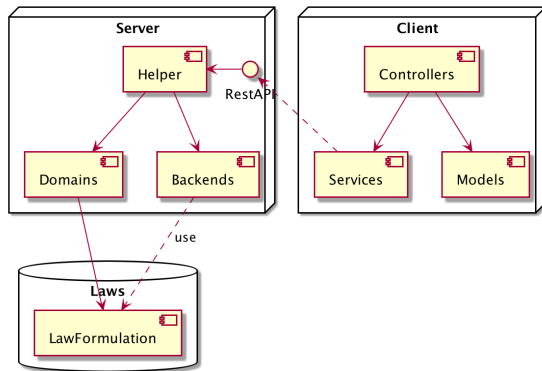 Server
Client
Helper
RestAPI
Controllers
Domains
Backends
Services
Models
use
Laws
LawFormulation